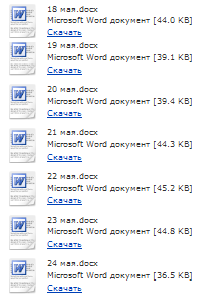 18 мая.docx
Microsoft Word документ [44.0 KB]
Скачать
19 мая.docx
Microsoft Word документ [39.1 KB]
Скачать
20 мая.docx
Microsoft Word документ [39.4 KB]
Скачать
21 мая.docx
Microsoft Word документ [44.3 KB]
Скачать
22 мая.docx
Microsoft Word документ [45.2 KB]
Скачать
23 мая.docx
Microsoft Word документ [44.8 KB]
Скачать
24 мая.docx
Microsoft Word документ [36.5 KB]
Скачать